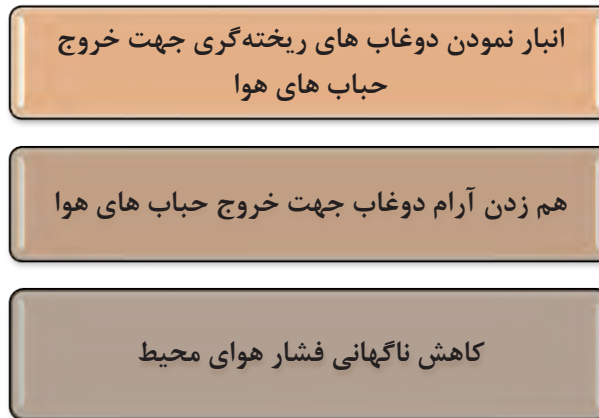 انبار نمودن دوغاب های ریخته‌گری جهت خروج
حباب های هوا
هم زدن آرام دوغاب جهت خروج حباب های هوا
کاهش ناگهانی فشار هوای محیط